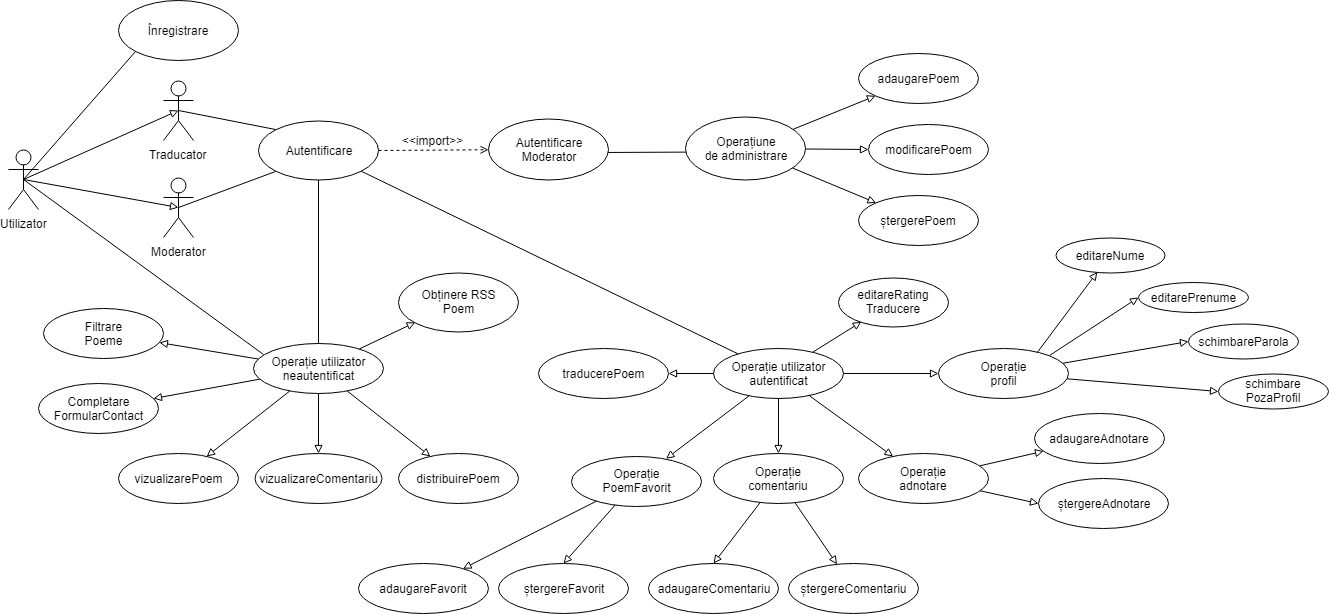 Înregistrare
adaugarePoem
Traducator
<<import>>
Autentificare
Autentificare
Moderator
Operațiune
de administrare
modificarePoem
Utilizator
Moderator
ștergerePoem
editareNume
Obținere RSS
Poem
editareRating
Traducere
editarePrenume
Filtrare
Poeme
schimbareParola
Operație utilizator
neautentificat
traducerePoem
Operație utilizator
autentificat
Operație
profil
schimbare
PozaProfil
Completare
FormularContact
adaugareAdnotare
vizualizarePoem
vizualizareComentariu
distribuirePoem
Operație
PoemFavorit
Operație
comentariu
Operație
adnotare
ștergereAdnotare
adaugareFavorit
ștergereFavorit
adaugareComentariu
ștergereComentariu